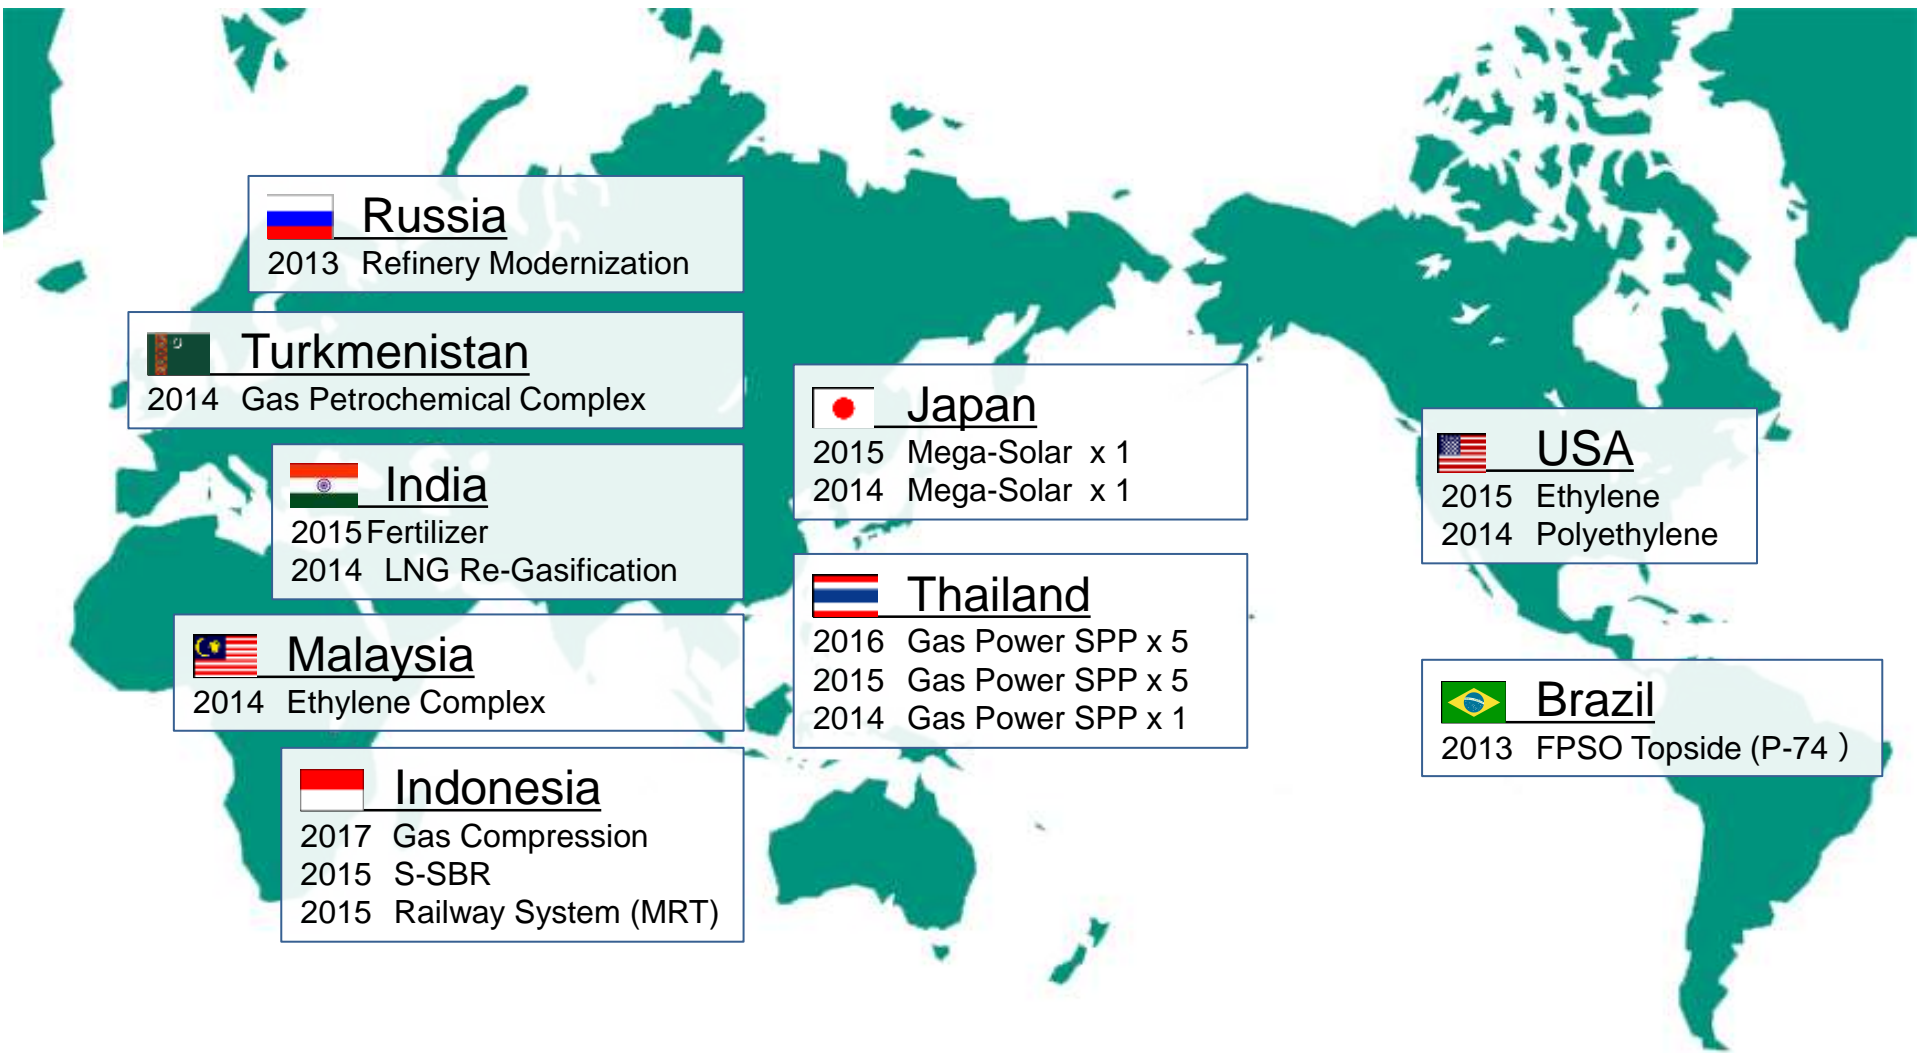 Russia
2013 Refinery Modernization
Turkmenistan
2014 Gas Petrochemical Complex
India
2015 Fertilizer
2014 LNG Re-Gasification
Malaysia
2014 Ethylene Complex
Indonesia
2017 Gas Compression
2015 S-SBR
2015 Railway System (MRT)
Japan
2015 Mega-Solar x 1
2014 Mega-Solar x 1
Thailand
2016 Gas Power SPP x 5
2015 Gas Power SPP x 5
2014 Gas Power SPP x 1
USA
2015 Ethylene
2014 Polyethylene
Brazil
2013 FPSO Topside (P-74 )